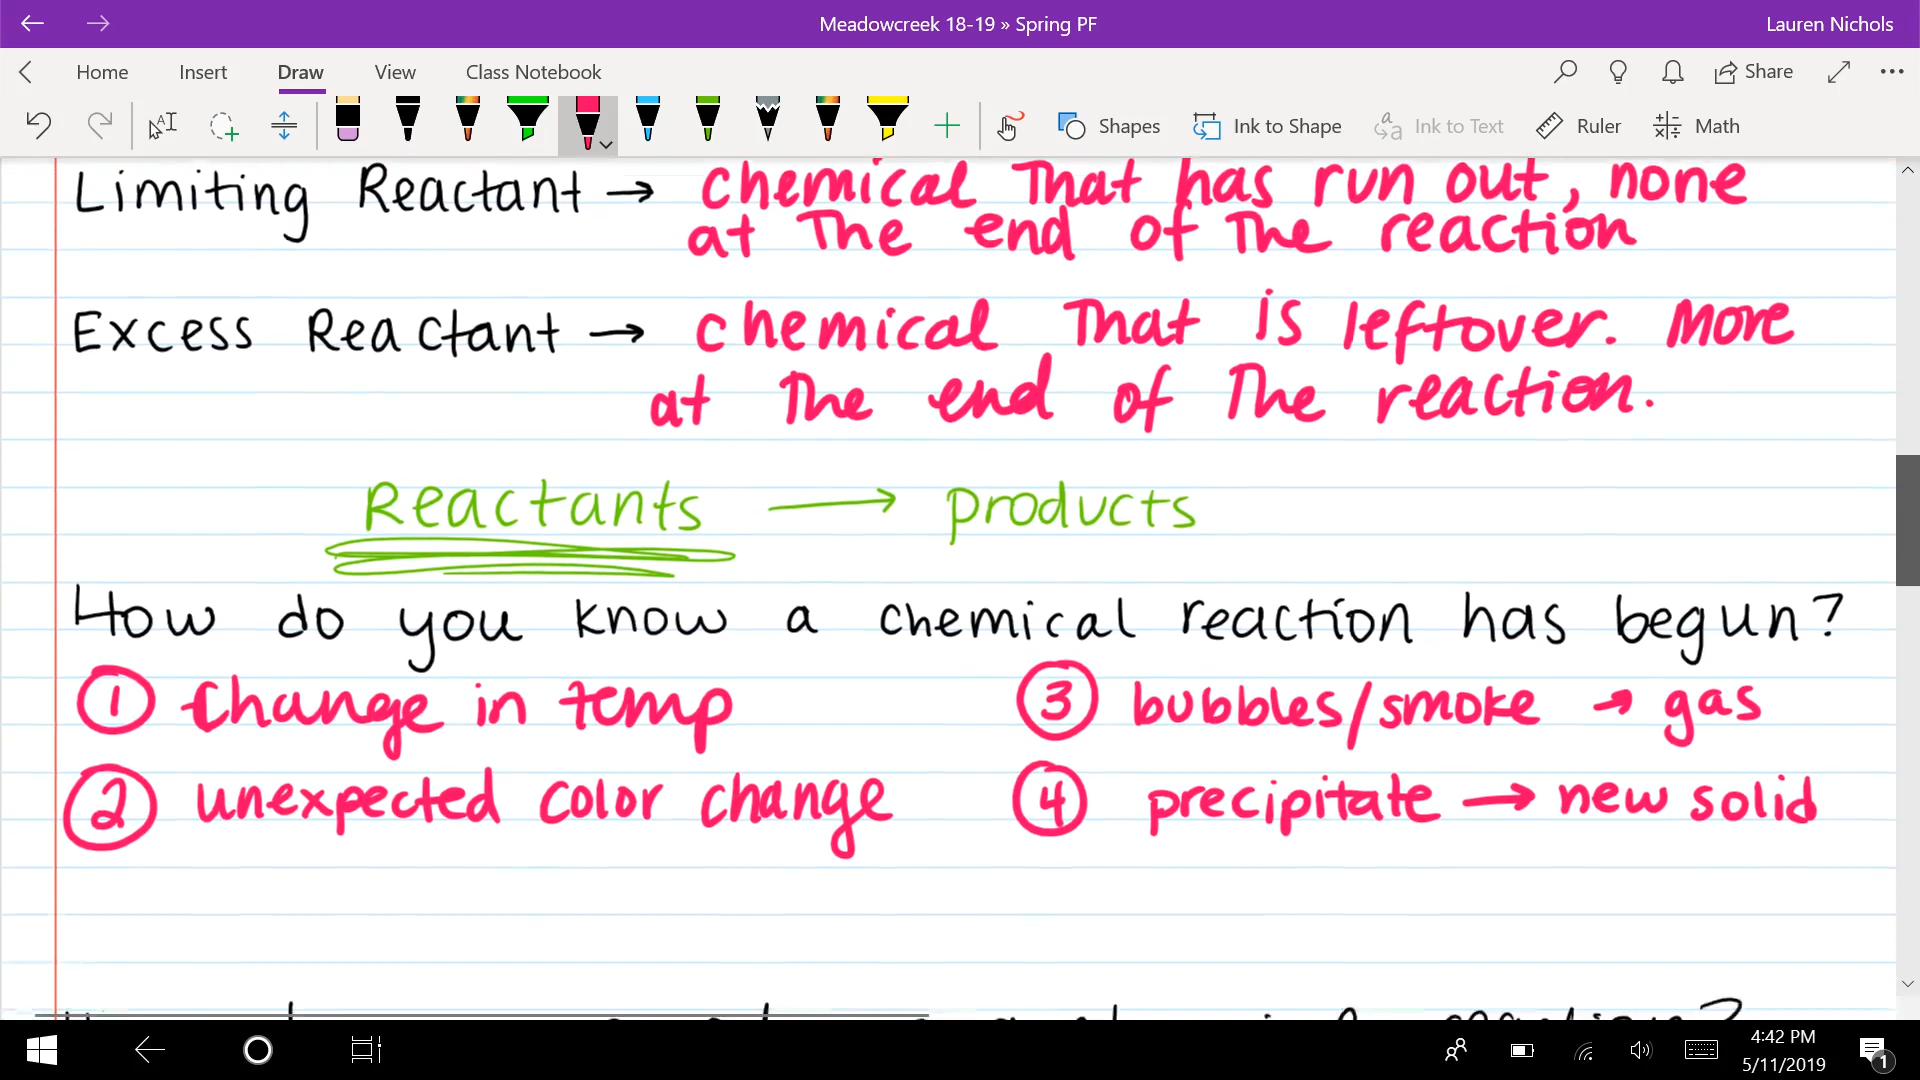 Meadowcreek 18-19 » Spring PF
Lauren Nichols
Home Insert Draw View Class Notebook Share
Shapes Ink to Shape Ink to Text Ruler Math
Limiting Reactant → chemical That has run out, none
at The end of The reaction
Excess Reactant → chemical That is leftover. More
at The end of The reaction.
Reactants → products
How do you know a chemical reaction has begun?
① Change in temp
② unexpected color change
③ bubbles/smoke → gas
④ precipitate → new solid
4:42 PM
5/11/2019
1